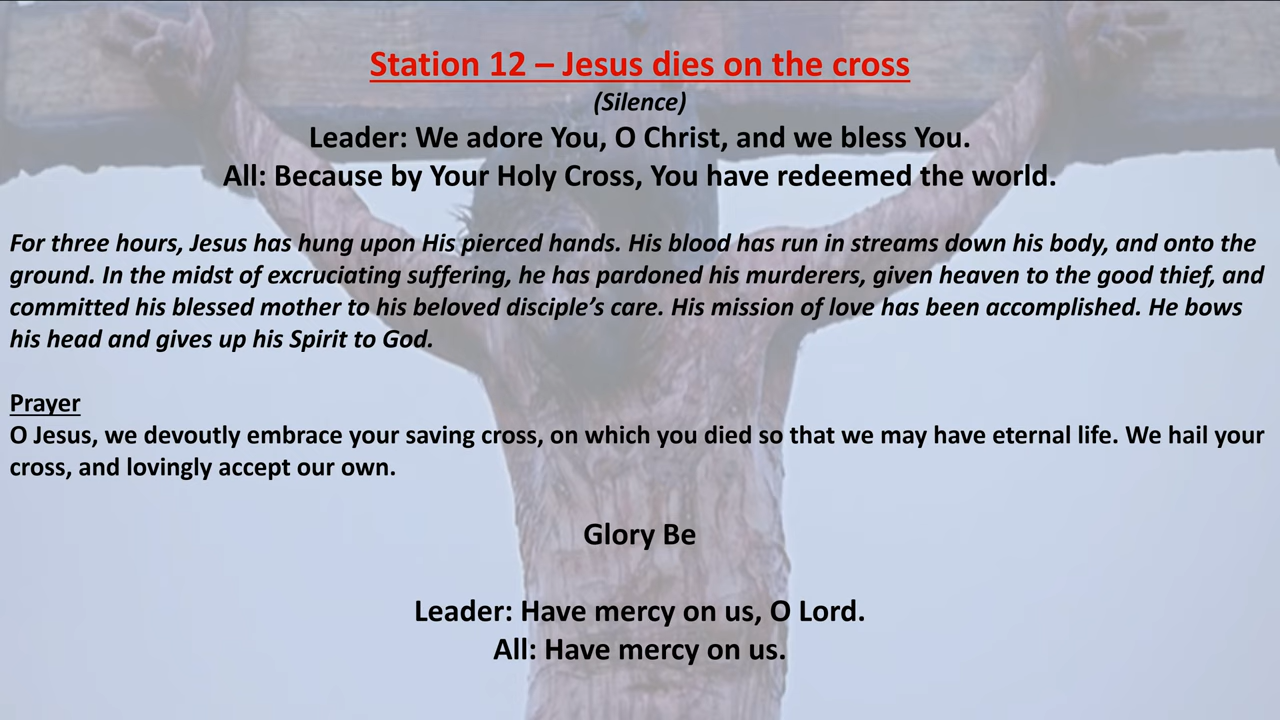 Station 12 – Jesus dies on the cross
(Silence)
Leader: We adore You, O Christ, and we bless You.
All: Because by Your Holy Cross, You have redeemed the world.
For three hours, Jesus has hung upon His pierced hands. His blood has run in streams down his body, and onto the
ground. In the midst of excruciating suffering, he has pardoned his murderers, given heaven to the good thief, and
committed his blessed mother to his beloved disciple’s care. His mission of love has been accomplished. He bows
his head and gives up his Spirit to God.
Prayer
O Jesus, we devoutly embrace your saving cross, on which you died so that we may have eternal life. We hail your
cross, and lovingly accept our own.
Glory Be
Leader: Have mercy on us, O Lord.
All: Have mercy on us.